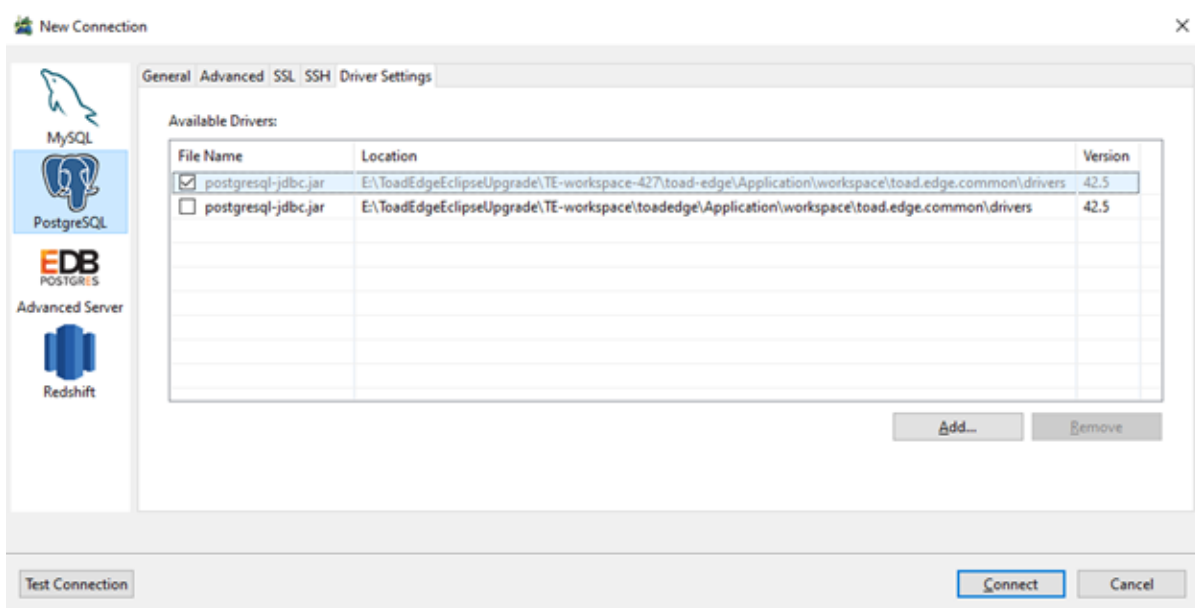 New Connection
General Advanced SSL SSH Driver Settings
MySQL
PostgreSQL
EDB
POSTGRES
Advanced Server
Redshift
Available Drivers:
File Name Location Version
postgresql-jdbc.jar E:\ToadEdgeEclipseUpgrade\TE-workspace-427\toad-edge\Application\workspace\toad.edge.common\drivers 42.5
postgresql-jdbc.jar E:\ToadEdgeEclipseUpgrade\TE-workspace\toadedge\Application\workspace\toad.edge.common\drivers 42.5
Add... Remove
Test Connection Connect Cancel